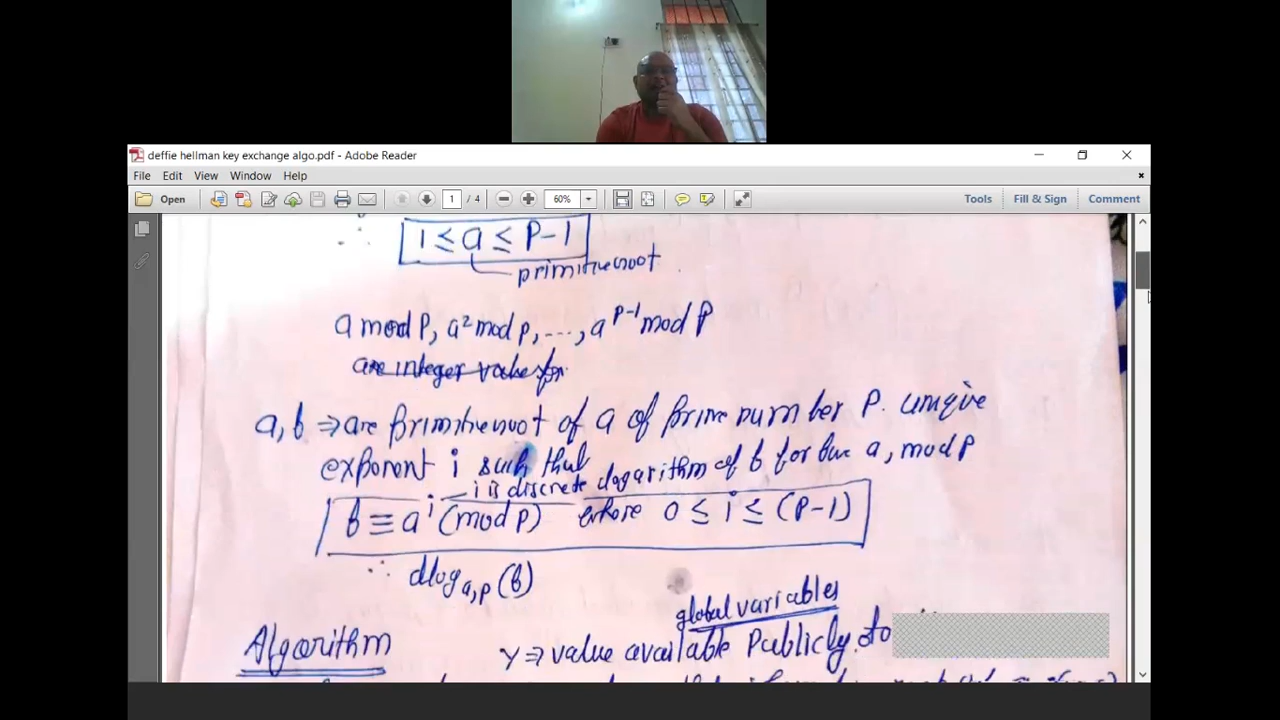 deffie hellman key exchange algo.pdf - Adobe Reader
File Edit View Window Help
Open 1 / 4 60% Tools Fill & Sign Comment
1 ≤ a ≤ P-1
primitive root
a mod P, a² mod p, ..., a^P-1 mod P
are integer values for
a, b ⇒ are primitive root of a of prime number P. unique
exponent i such that
i is discrete logarithm of b for base a, mod P
b ≡ a^i (mod p) where 0 ≤ i ≤ (P-1)
∴ dlog a,p (b)
global variables
Algorithm Y ⇒ value available Publicly. to